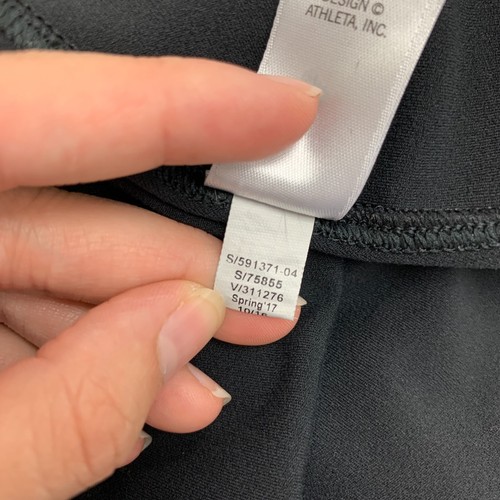 DESIGN ©
ATHLETA, INC.
S/591371-04
S/75855
V/311276
Spring'17